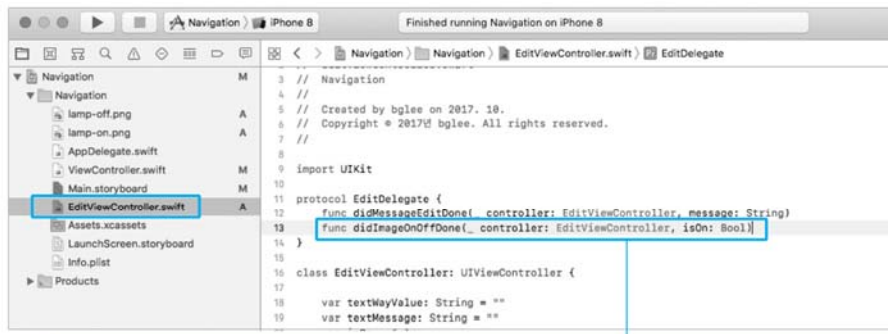 Navigation
iPhone 8
Finished running Navigation on iPhone 8
Navigation
Navigation
EditViewController.swift
EditDelegate
Navigation M
Navigation
lamp-off.png A
lamp-on.png A
AppDelegate.swift
ViewController.swift M
Main.storyboard M
EditViewController.swift A
Assets.xcassets
LaunchScreen.storyboard
Info.plist
Products
3 // Navigation
4 //
5 // Created by bglee on 2017. 10.
6 // Copyright © 2017년 bglee. All rights reserved.
7 //
8
9 import UIKit
10
11 protocol EditDelegate {
12 func didMessageEditDone(_ controller: EditViewController, message: String)
13 func didImageOnOffDone(_ controller: EditViewController, isOn: Bool)
14 }
15
16 class EditViewController: UIViewController {
17
18 var textWayValue: String = ""
19 var textMessage: String = ""